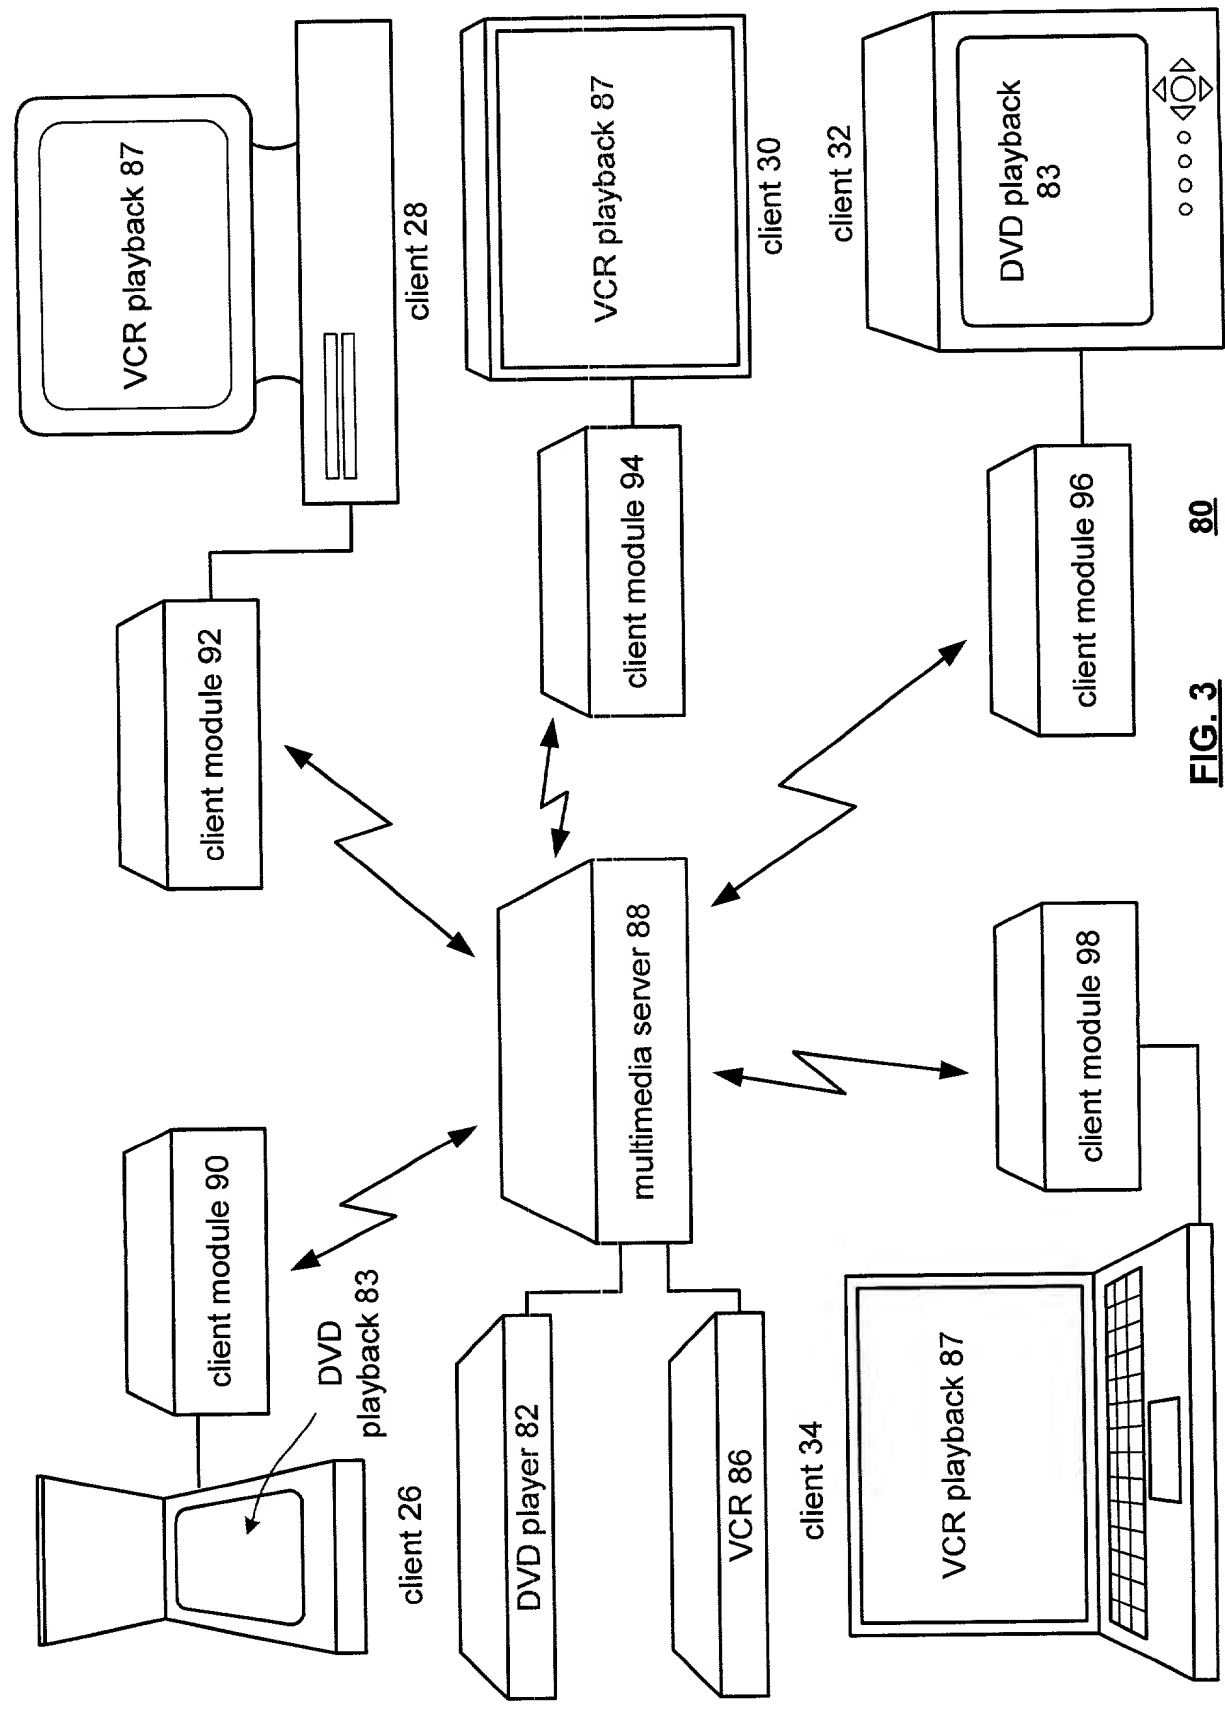 client module 90
DVD
playback 83
client 26
client module 92
VCR playback 87
client 28
DVD player 82
VCR 86
multimedia server 88
client module 94
VCR playback 87
client 30
client 34
VCR playback 87
client module 98
client module 96
client 32
DVD playback
83
FIG. 3
80